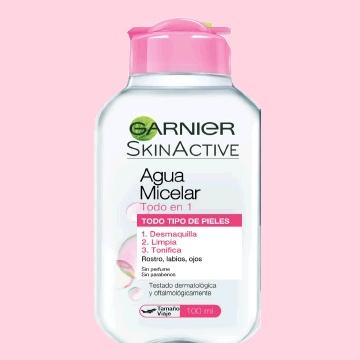 GARNIER
SKINACTIVE
Agua
Micelar
Todo en 1
TODO TIPO DE PIELES
1. Desmaquilla
2. Limpia
3. Tonifica
Rostro, labios, ojos
Sin perfume
Sin parabenos
Testado dermatológica
y oftalmológicamente
Tamaño
Viaje
100 ml